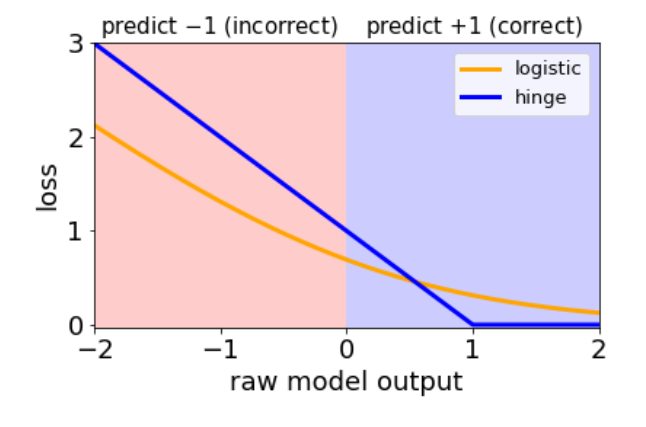 predict −1 (incorrect) predict +1 (correct)
logistic
hinge
3
2
1
0
loss
−2 −1 0 1 2
raw model output